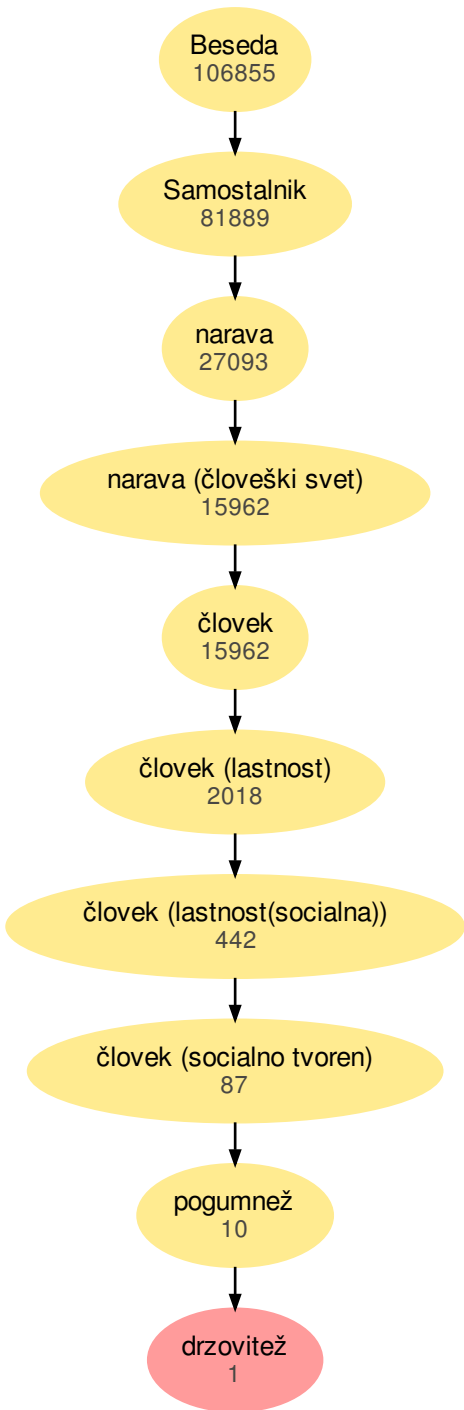 Beseda
106855
Samostalnik
81889
narava
27093
narava (človeški svet)
15962
človek
15962
človek (lastnost)
2018
človek (lastnost(socialna))
442
človek (socialno tvoren)
87
pogumnež
10
drzovitež
1